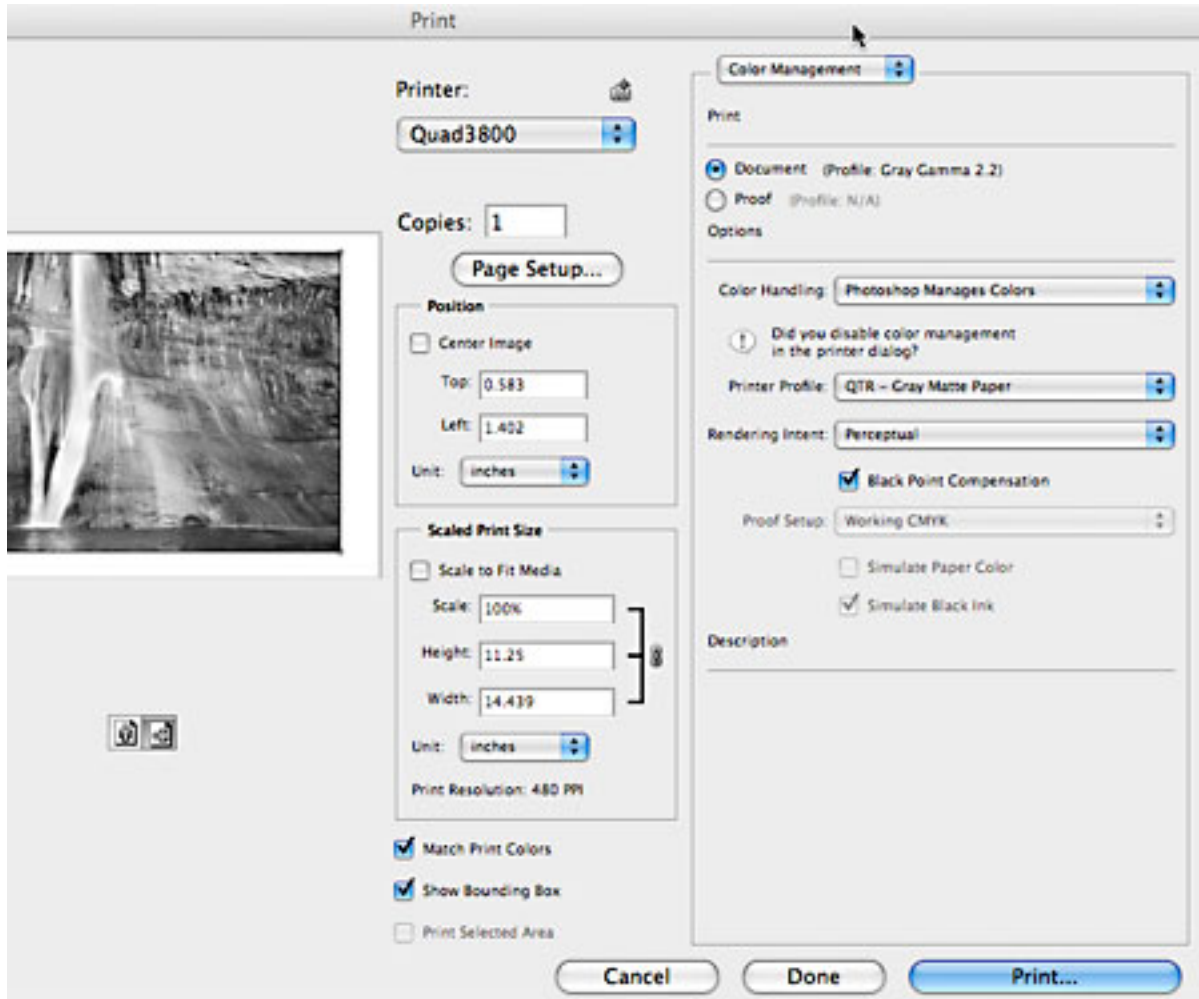 Print
Printer:
Quad3800
Copies: 1
Page Setup...
Position
Center Image
Top: 0.583
Left: 1.402
Unit: inches
Scaled Print Size
Scale to Fit Media
Scale: 100%
Height: 11.25
Width: 14.439
Unit: inches
Print Resolution: 480 PPI
Match Print Colors
Show Bounding Box
Print Selected Area
Color Management
Print
Document (Profile: Gray Gamma 2.2)
Proof (Profile: N/A)
Options
Color Handling: Photoshop Manages Colors
Did you disable color management
in the printer dialog?
Printer Profile: QTR - Gray Matte Paper
Rendering Intent: Perceptual
Black Point Compensation
Proof Setup: Working CMYK
Simulate Paper Color
Simulate Black Ink
Description
Cancel
Done
Print...